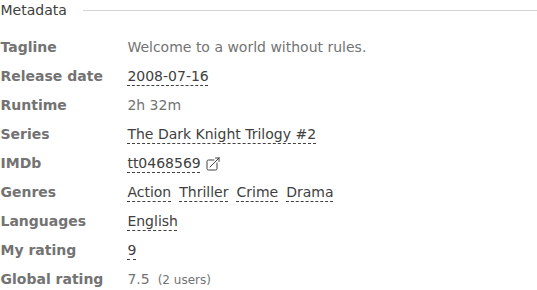 Metadata
Tagline Welcome to a world without rules.
Release date 2008-07-16
Runtime 2h 32m
Series The Dark Knight Trilogy #2
IMDb tt0468569
Genres Action Thriller Crime Drama
Languages English
My rating 9
Global rating 7.5 (2 users)